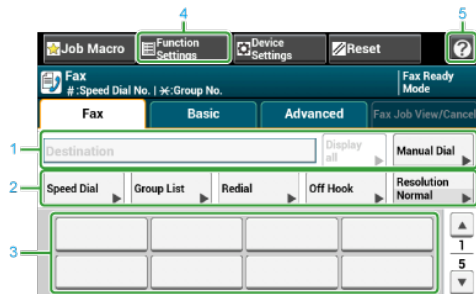 4
5
Job Macro
Function
Settings
Device
Settings
Reset
?
Fax
#:Speed Dial No. | ✳:Group No.
Fax Ready
Mode
Fax
Basic
Advanced
Fax Job View/Cancel
1
Destination
Display
all
Manual Dial
2
Speed Dial
Group List
Redial
Off Hook
Resolution
Normal
3
1
5